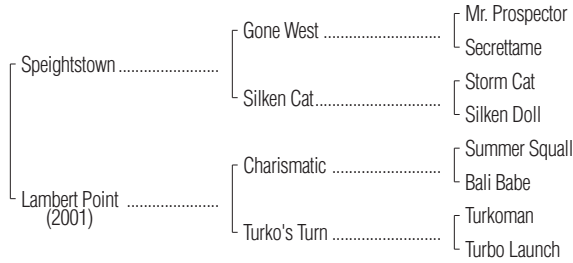 Mr. Prospector
Gone West
Secrettame
Speightstown
Storm Cat
Silken Cat
Silken Doll
Summer Squall
Charismatic
Bali Babe
Lambert Point
(2001)
Turkoman
Turko's Turn
Turbo Launch